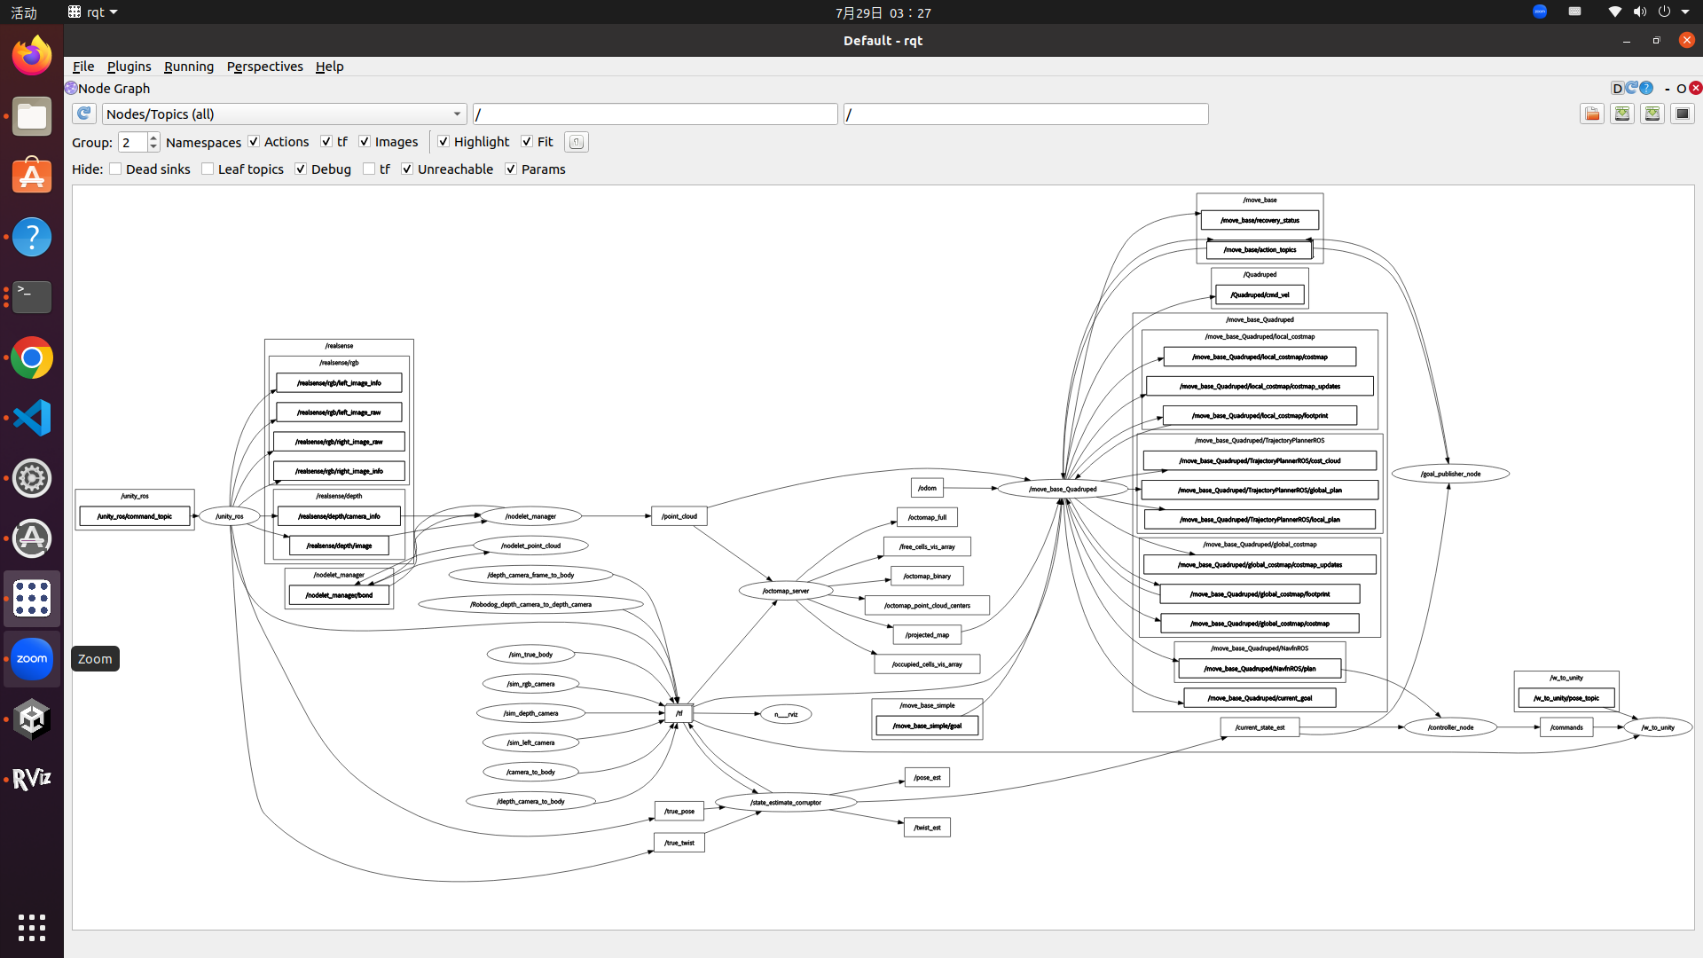 活动
rqt
7月29日 03：27
Default - rqt
File Plugins Running Perspectives Help
Node Graph
D
- O
Nodes/Topics (all)
/
/
Group: 2 Namespaces Actions tf Images Highlight Fit
Hide: Dead sinks Leaf topics Debug tf Unreachable Params
/move_base
/move_base/recovery_status
/move_base/action_topics
/Quadruped
/Quadruped/cmd_vel
/move_base_Quadruped
/move_base_Quadruped/local_costmap
/move_base_Quadruped/local_costmap/costmap
/move_base_Quadruped/local_costmap/costmap_updates
/move_base_Quadruped/local_costmap/footprint
/move_base_Quadruped/TrajectoryPlannerROS
/move_base_Quadruped/TrajectoryPlannerROS/cost_cloud
/move_base_Quadruped/TrajectoryPlannerROS/global_plan
/move_base_Quadruped/TrajectoryPlannerROS/local_plan
/move_base_Quadruped/global_costmap
/move_base_Quadruped/global_costmap/costmap_updates
/move_base_Quadruped/global_costmap/footprint
/move_base_Quadruped/global_costmap/costmap
/move_base_Quadruped/NavfnROS
/move_base_Quadruped/NavfnROS/plan
/move_base_Quadruped/current_goal
/realsense
/realsense/rgb
/realsense/rgb/left_image_info
/realsense/rgb/left_image_raw
/realsense/rgb/right_image_raw
/realsense/rgb/right_image_info
/realsense/depth
/realsense/depth/camera_info
/realsense/depth/image
/nodelet_manager
/nodelet_manager/bond
/unity_ros
/unity_ros/command_topic
/unity_ros
/nodelet_manager
/nodelet_point_cloud
/depth_camera_frame_to_body
/Robodog_depth_camera_to_depth_camera
/sim_true_body
/sim_rgb_camera
/sim_depth_camera
/sim_left_camera
/camera_to_body
/depth_camera_to_body
/point_cloud
/tf
/true_pose
/true_twist
/octomap_server
n___rviz
/state_estimate_corruptor
/odom
/octomap_full
/free_cells_vis_array
/octomap_binary
/octomap_point_cloud_centers
/projected_map
/occupied_cells_vis_array
/move_base_simple
/move_base_simple/goal
/pose_est
/twist_est
/move_base_Quadruped
/current_state_est
/goal_publisher_node
/controller_node
/w_to_unity
/w_to_unity/pose_topic
/commands
/w_to_unity
zoom
Zoom
RViz